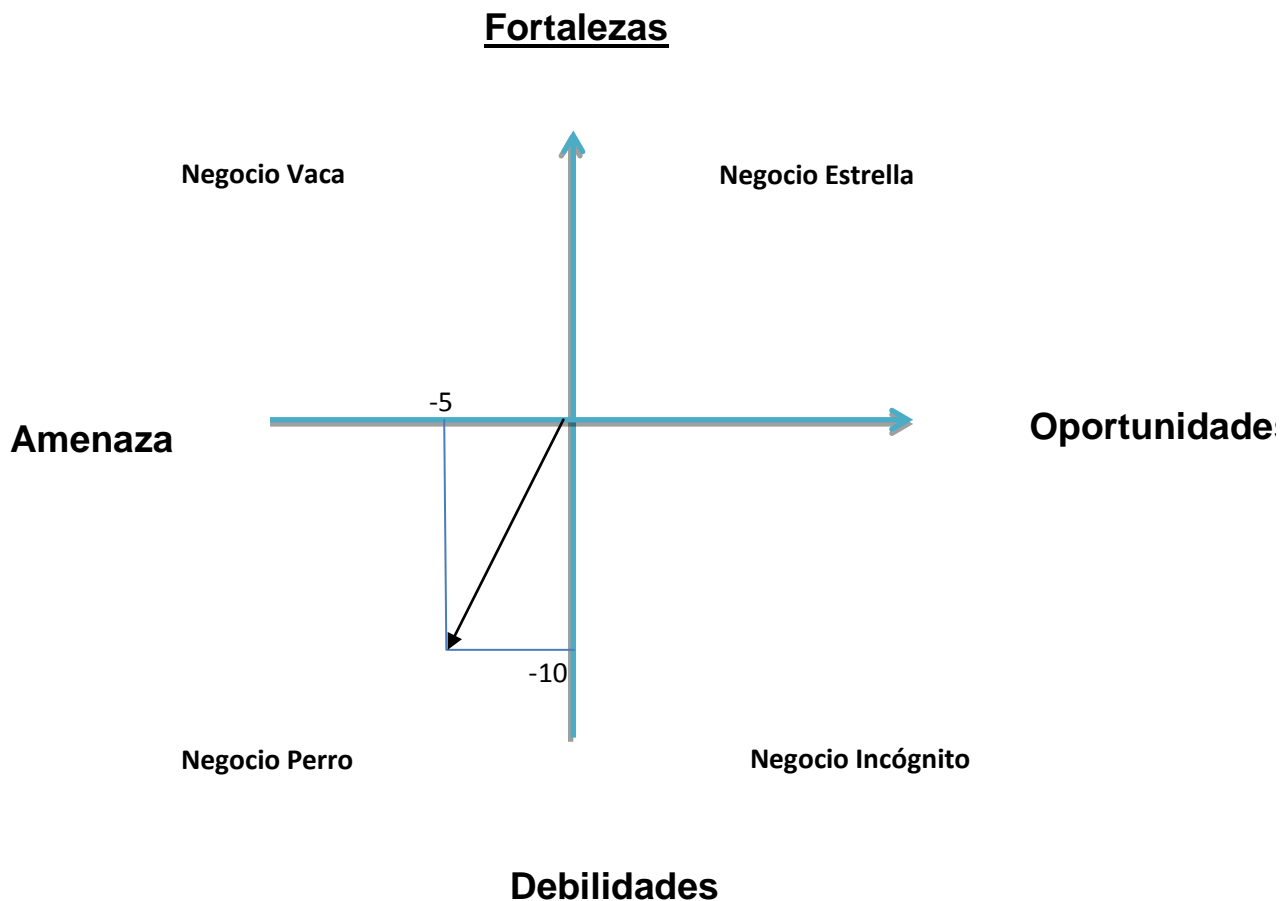 Fortalezas
Negocio Vaca
Negocio Estrella
-5
Amenaza
Oportunidades
-10
Negocio Perro
Negocio Incógnito
Debilidades